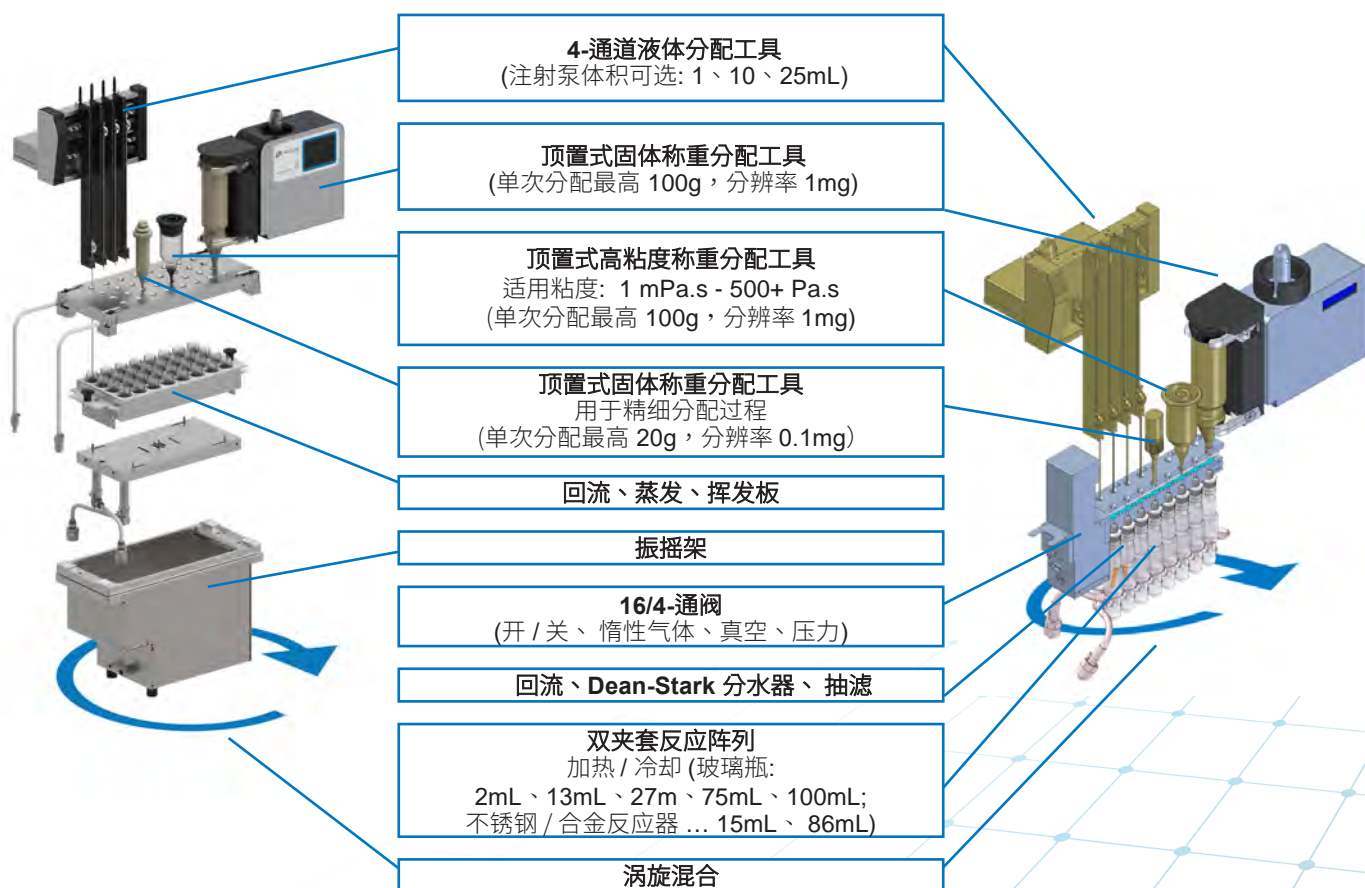 4-通道液体分配工具
(注射泵体积可选: 1、10、25mL)
顶置式固体称重分配工具
(单次分配最高 100g，分辨率 1mg)
顶置式高粘度称重分配工具
适用粘度: 1 mPa.s - 500+ Pa.s
(单次分配最高 100g，分辨率 1mg)
顶置式固体称重分配工具
用于精细分配过程
(单次分配最高 20g，分辨率 0.1mg）
回流、蒸发、挥发板
振摇架
16/4-通阀
(开 / 关、 惰性气体、真空、压力)
回流、Dean-Stark 分水器、 抽滤
双夹套反应阵列
加热 / 冷却 (玻璃瓶:
2mL、13mL、27m、75mL、100mL;
不锈钢 / 合金反应器 ... 15mL、 86mL)
涡旋混合